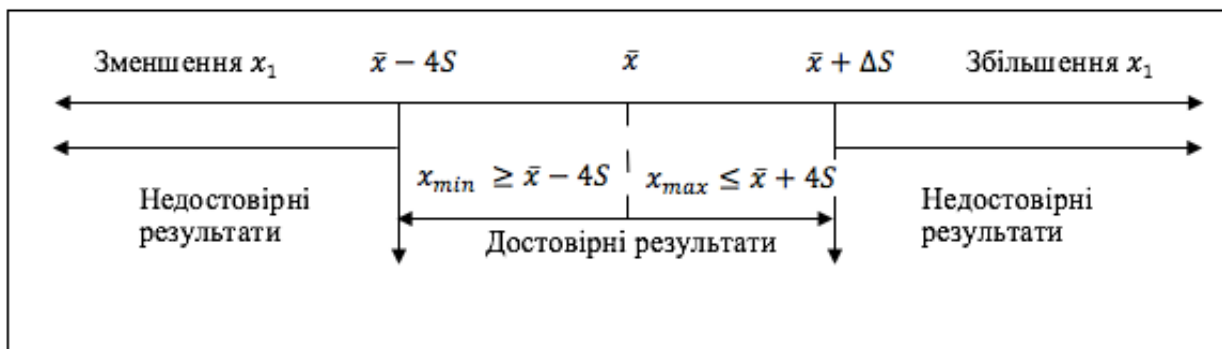 Зменшення x₁ x̄ − 4S x̄ x̄ + ΔS Збільшення x₁
x_min ≥ x̄ − 4S x_max ≤ x̄ + 4S
Недостовірні результати
Достовірні результати
Недостовірні результати